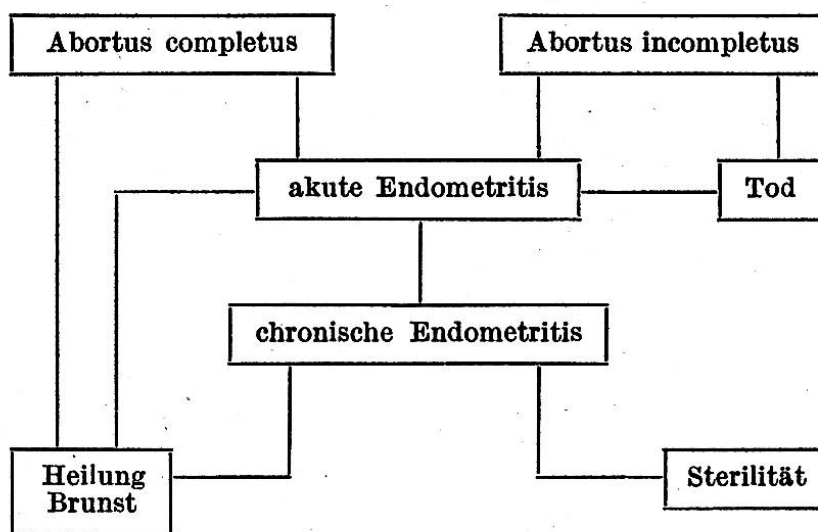 Abortus completus
Abortus incompletus
akute Endometritis
Tod
chronische Endometritis
Heilung
Brunst
Sterilität